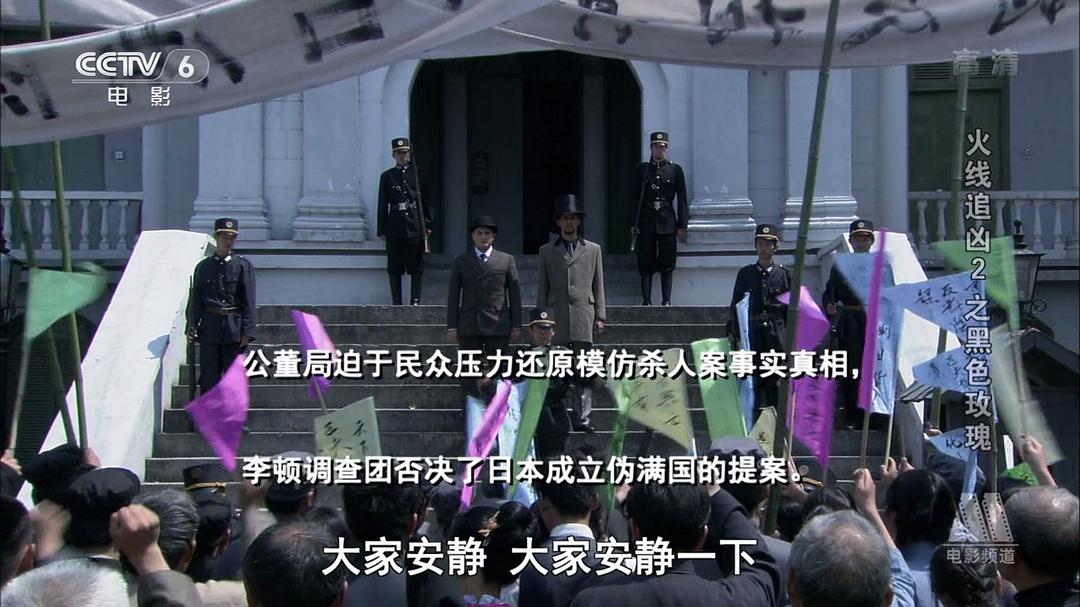 CCTV 6
电影
高清
火线追凶2之黑色玫瑰
公董局迫于民众压力还原模仿杀人案事实真相，
李顿调查团否决了日本成立伪满国的提案。
大家安静 大家安静一下
电影频道